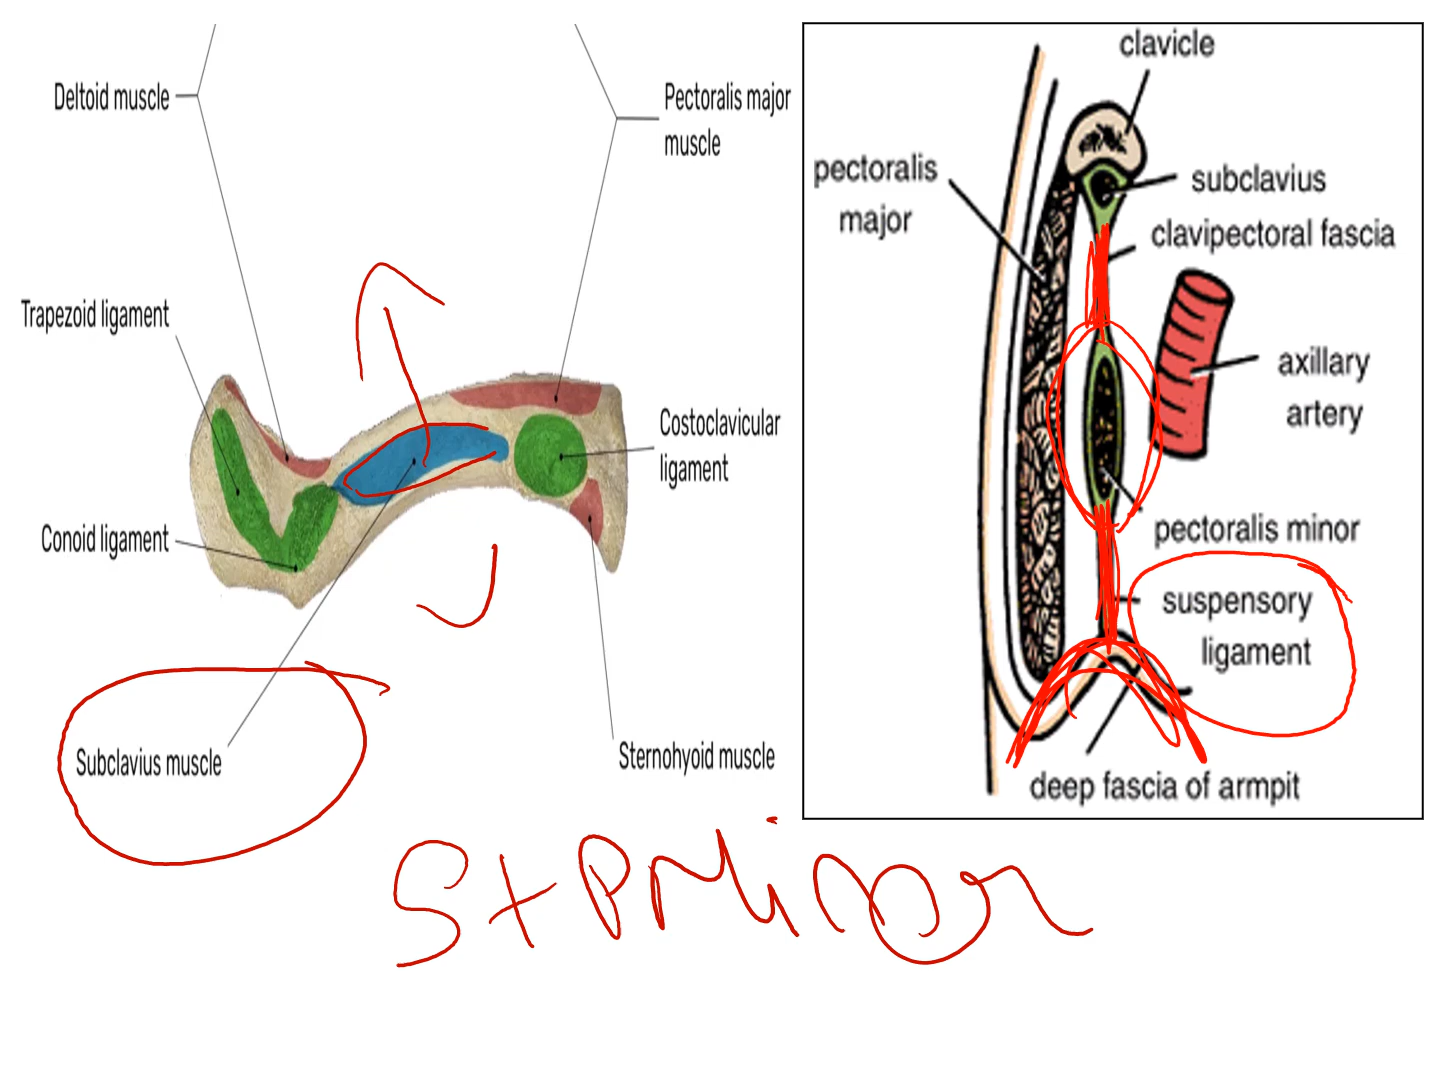 Deltoid muscle
Pectoralis major
muscle
Trapezoid ligament
Costoclavicular
ligament
Conoid ligament
Subclavius muscle
Sternohyoid muscle
clavicle
pectoralis
major
subclavius
clavipectoral fascia
axillary
artery
pectoralis minor
suspensory
ligament
deep fascia of armpit
S+PMinor